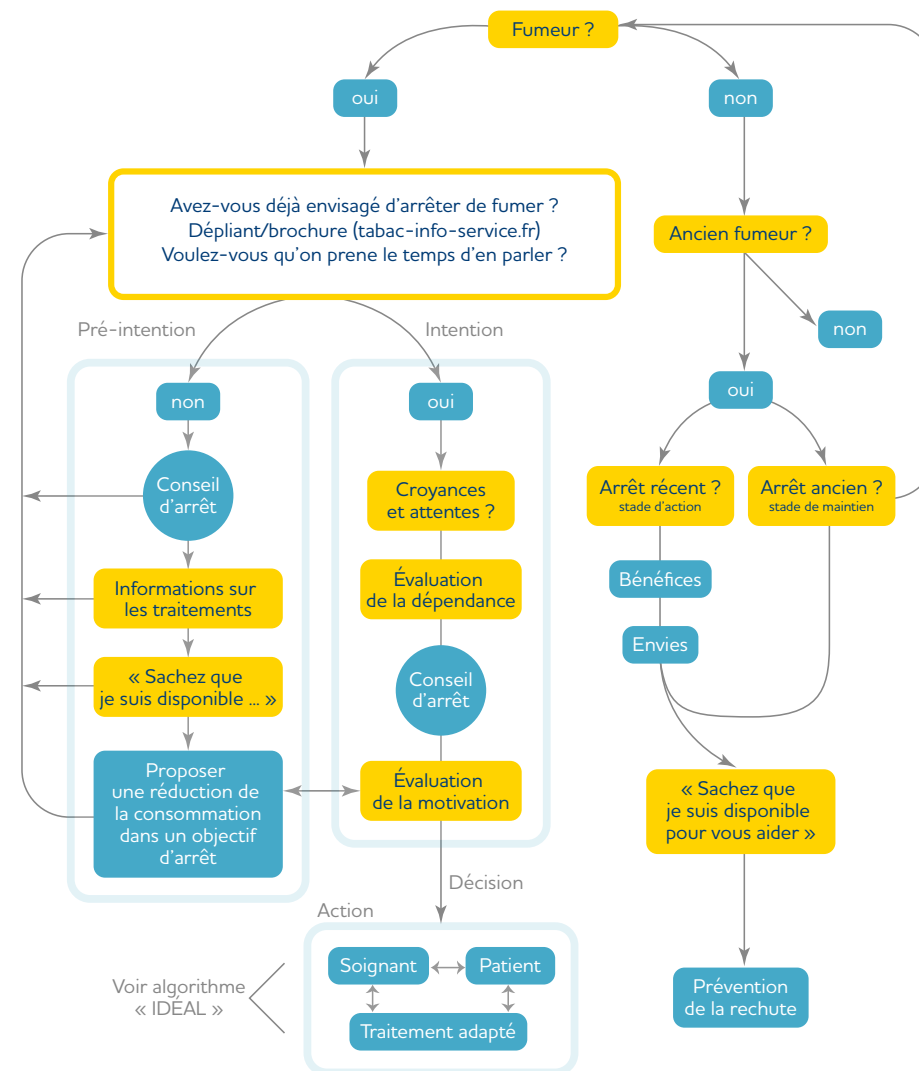 Fumeur ?
oui
non
Avez-vous déjà envisagé d'arrêter de fumer ?
Dépliant/brochure (tabac-info-service.fr)
Voulez-vous qu'on prene le temps d'en parler ?
Ancien fumeur ?
non
oui
Pré-intention
Intention
non
oui
Conseil
d'arrêt
Informations sur
les traitements
« Sachez que
je suis disponible ... »
Proposer
une réduction de
la consommation
dans un objectif
d'arrêt
Croyances
et attentes ?
Évaluation
de la dépendance
Conseil
d'arrêt
Évaluation
de la motivation
Arrêt récent ?
stade d'action
Arrêt ancien ?
stade de maintien
Bénéfices
Envies
« Sachez que
je suis disponible
pour vous aider »
Prévention
de la rechute
Décision
Action
Voir algorithme
« IDÉAL »
Soignant
Patient
Traitement adapté